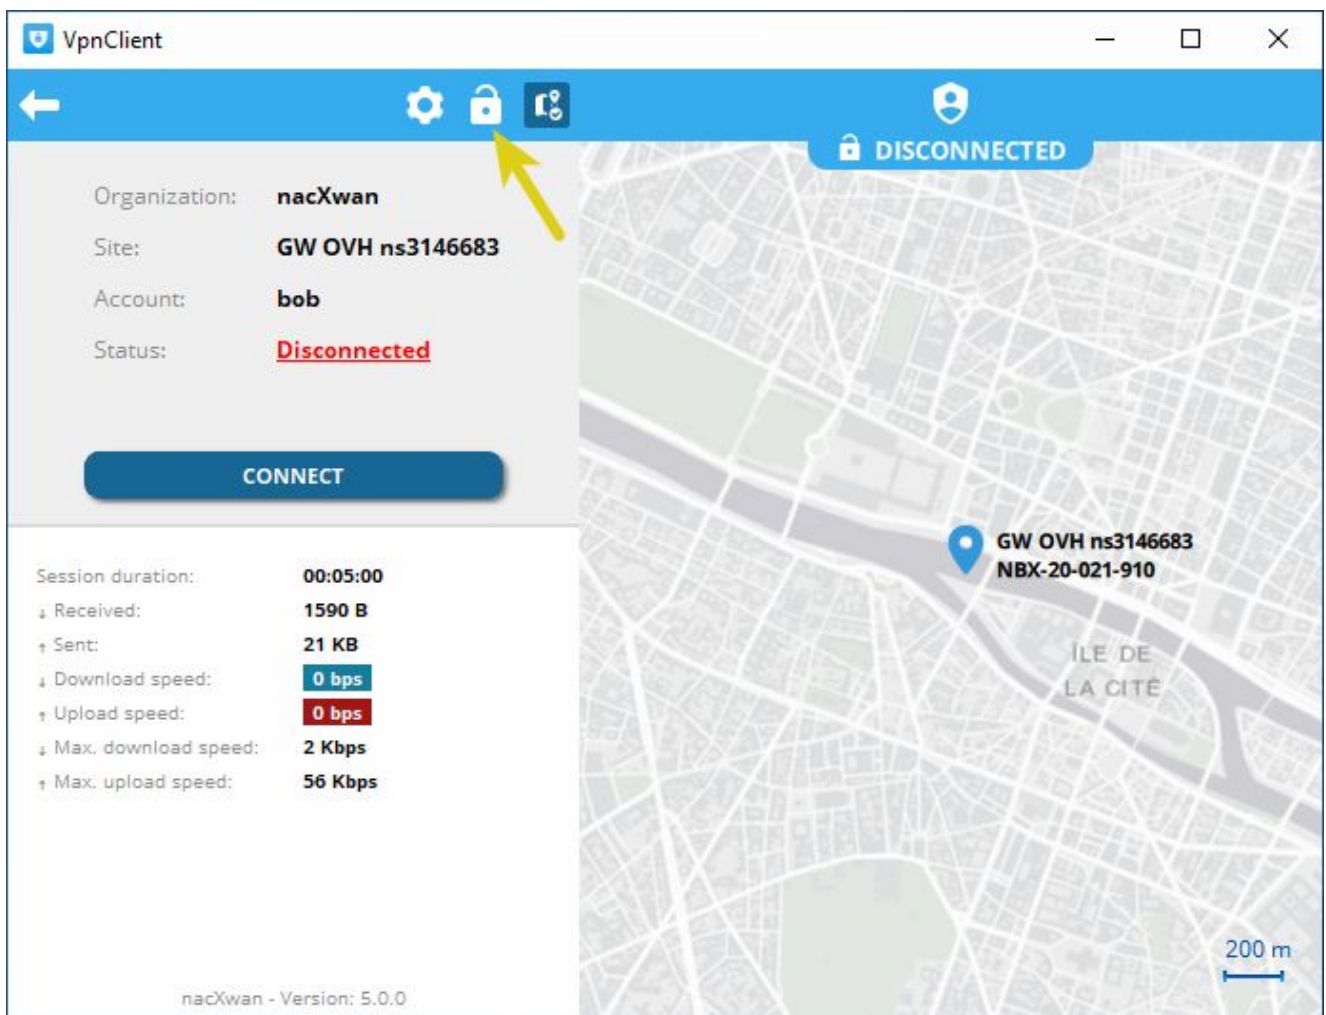 VpnClient
DISCONNECTED
Organization: nacXwan
Site: GW OVH ns3146683
Account: bob
Status: Disconnected
CONNECT
Session duration: 00:05:00
↓ Received: 1590 B
↑ Sent: 21 KB
↓ Download speed: 0 bps
↑ Upload speed: 0 bps
↓ Max. download speed: 2 Kbps
↑ Max. upload speed: 56 Kbps
nacXwan - Version: 5.0.0
GW OVH ns3146683
NBX-20-021-910
ÎLE DE
LA CITÉ
200 m